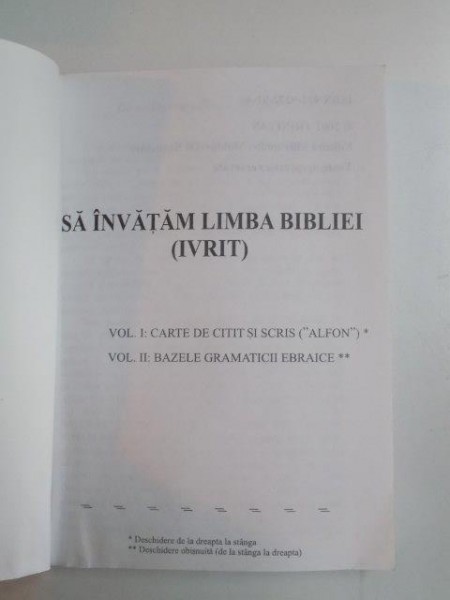 SĂ ÎNVĂȚĂM LIMBA BIBLIEI
(IVRIT)
VOL. I: CARTE DE CITIT ȘI SCRIS ("ALFON") *
VOL. II: BAZELE GRAMATICII EBRAICE **
* Deschidere de la dreapta la stânga
** Deschidere obișnuită (de la stânga la dreapta)